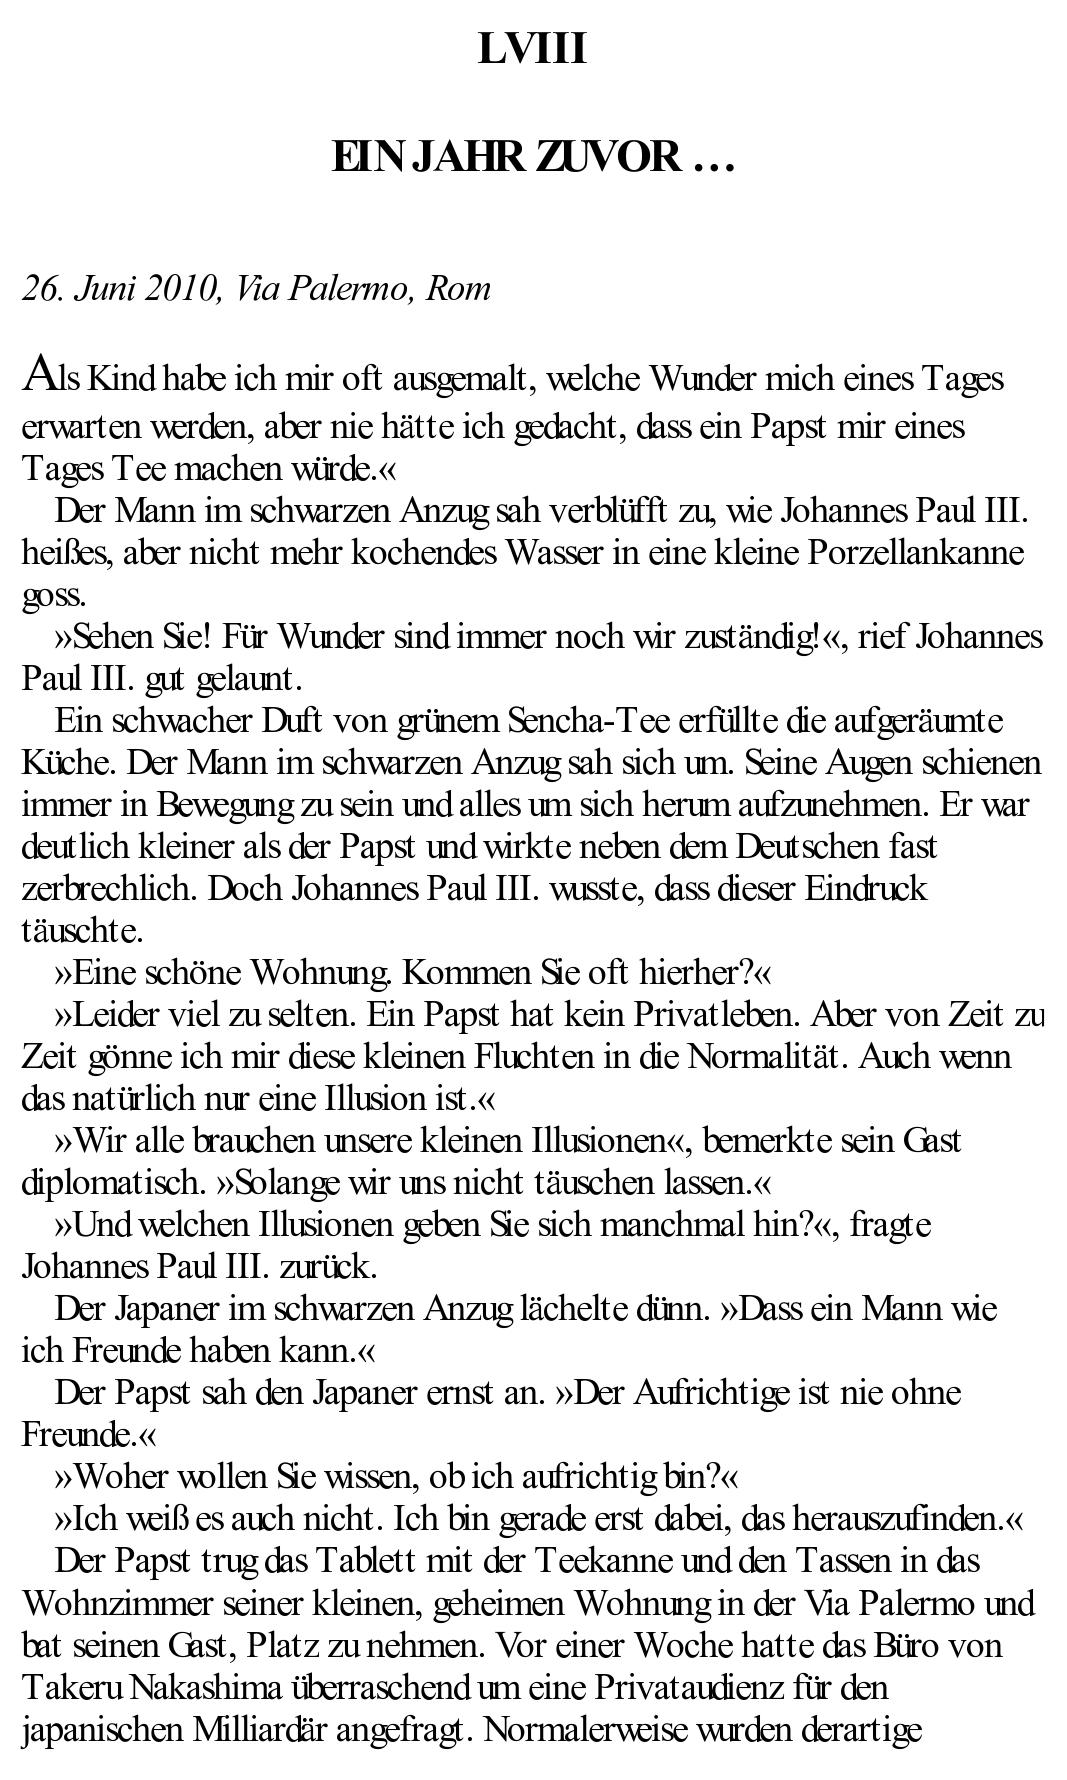 LVIII
EIN JAHR ZUVOR …
26. Juni 2010, Via Palermo, Rom
Als Kind habe ich mir oft ausgemalt, welche Wunder mich eines Tages
erwarten werden, aber nie hätte ich gedacht, dass ein Papst mir eines
Tages Tee machen würde.«
Der Mann im schwarzen Anzug sah verblüfft zu, wie Johannes Paul III.
heißes, aber nicht mehr kochendes Wasser in eine kleine Porzellankanne
goss.
»Sehen Sie! Für Wunder sind immer noch wir zuständig!«, rief Johannes
Paul III. gut gelaunt.
Ein schwacher Duft von grünem Sencha-Tee erfüllte die aufgeräumte
Küche. Der Mann im schwarzen Anzug sah sich um. Seine Augen schienen
immer in Bewegung zu sein und alles um sich herum aufzunehmen. Er war
deutlich kleiner als der Papst und wirkte neben dem Deutschen fast
zerbrechlich. Doch Johannes Paul III. wusste, dass dieser Eindruck
täuschte.
»Eine schöne Wohnung. Kommen Sie oft hierher?«
»Leider viel zu selten. Ein Papst hat kein Privatleben. Aber von Zeit zu
Zeit gönne ich mir diese kleinen Fluchten in die Normalität. Auch wenn
das natürlich nur eine Illusion ist.«
»Wir alle brauchen unsere kleinen Illusionen«, bemerkte sein Gast
diplomatisch. »Solange wir uns nicht täuschen lassen.«
»Und welchen Illusionen geben Sie sich manchmal hin?«, fragte
Johannes Paul III. zurück.
Der Japaner im schwarzen Anzug lächelte dünn. »Dass ein Mann wie
ich Freunde haben kann.«
Der Papst sah den Japaner ernst an. »Der Aufrichtige ist nie ohne
Freunde.«
»Woher wollen Sie wissen, ob ich aufrichtig bin?«
»Ich weiß es auch nicht. Ich bin gerade erst dabei, das herauszufinden.«
Der Papst trug das Tablett mit der Teekanne und den Tassen in das
Wohnzimmer seiner kleinen, geheimen Wohnung in der Via Palermo und
bat seinen Gast, Platz zu nehmen. Vor einer Woche hatte das Büro von
Takeru Nakashima überraschend um eine Privataudienz für den
japanischen Milliardär angefragt. Normalerweise wurden derartige